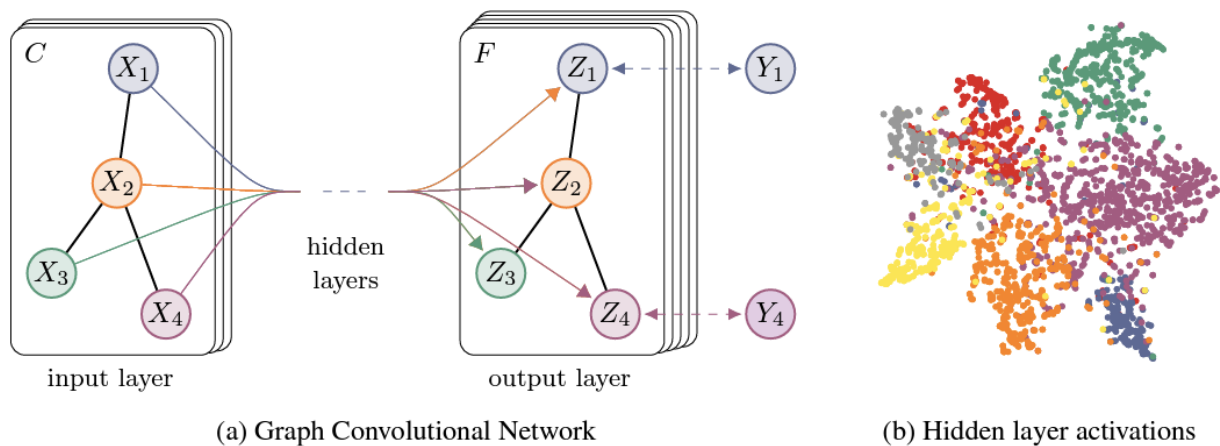 C
X₁
X₂
X₃
X₄
input layer
hidden
layers
F
Z₁
Z₂
Z₃
Z₄
output layer
Y₁
Y₄
(a) Graph Convolutional Network
(b) Hidden layer activations